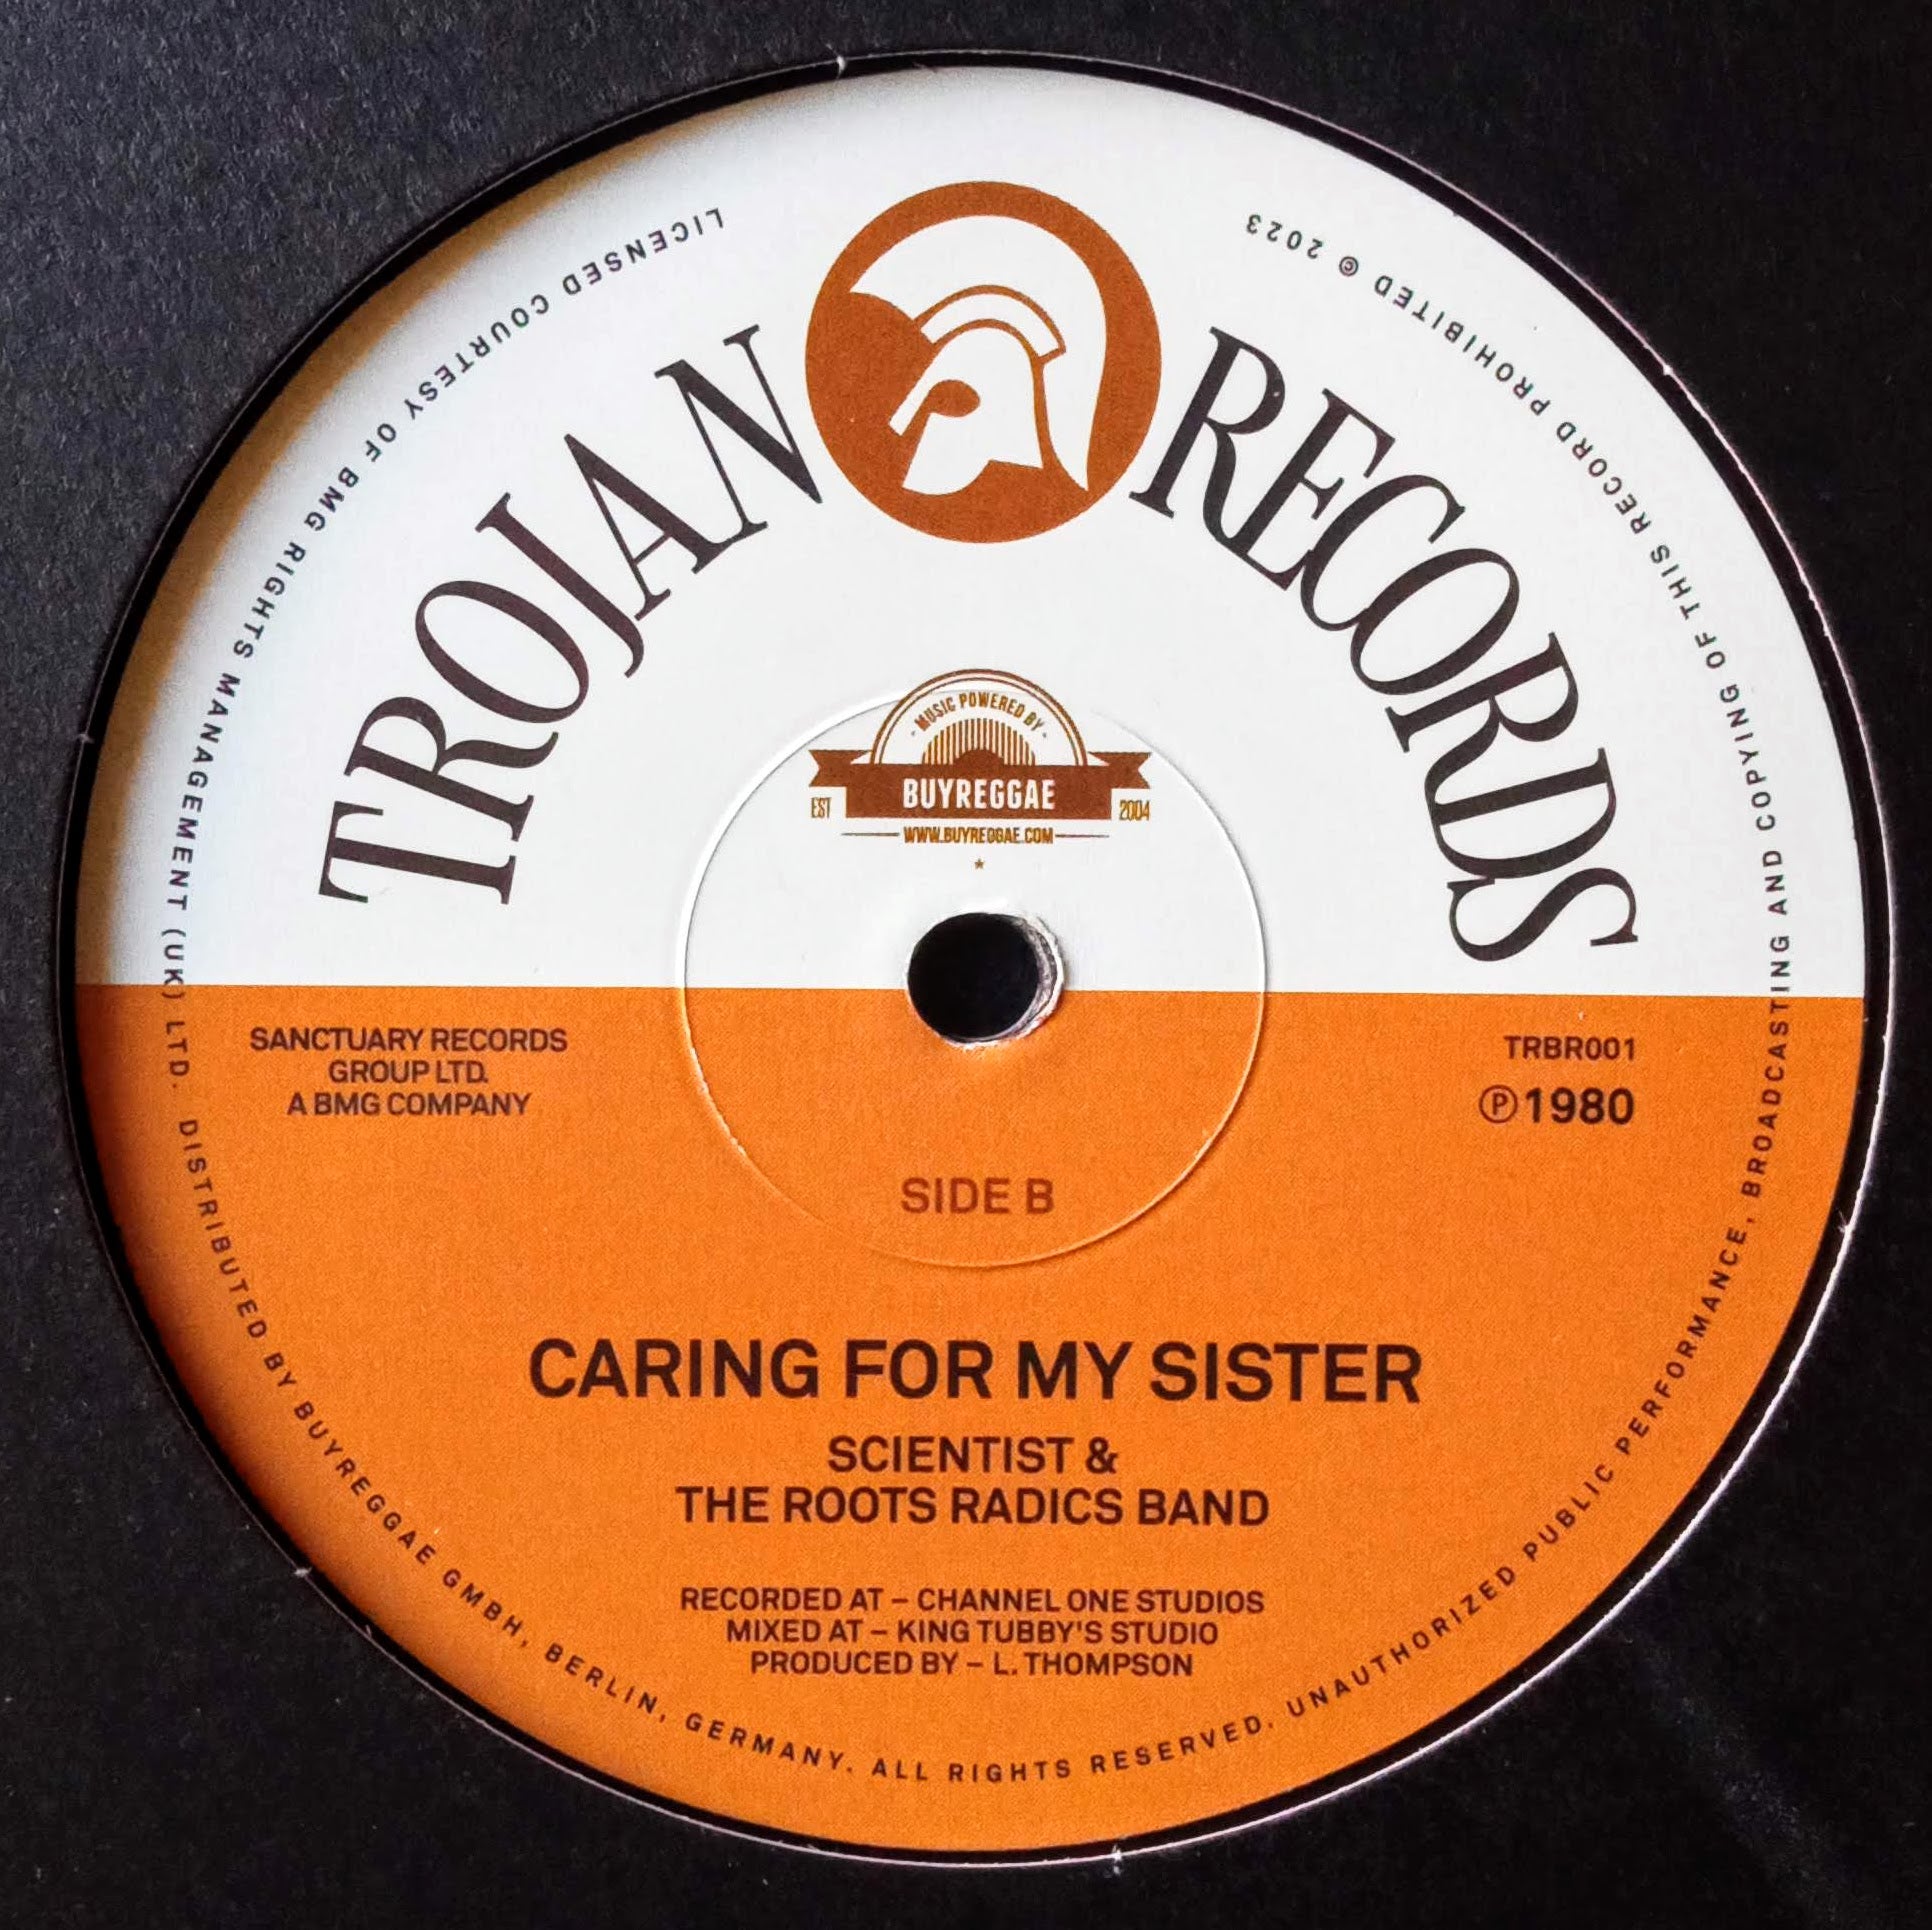 LICENSED COURTESY OF BMG RIGHTS MANAGEMENT (UK) LTD. DISTRIBUTED BY BUYREGGAE GMBH, BERLIN, GERMANY. ALL RIGHTS RESERVED. UNAUTHORIZED PUBLIC PERFORMANCE, BROADCASTING AND COPYING OF THIS RECORD PROHIBITED © 2023
TROJAN RECORDS
· MUSIC POWERED BY ·
BUYREGGAE
EST 2004
WWW.BUYREGGAE.COM
SANCTUARY RECORDS
GROUP LTD.
A BMG COMPANY
TRBR001
℗ 1980
SIDE B
CARING FOR MY SISTER
SCIENTIST &
THE ROOTS RADICS BAND
RECORDED AT – CHANNEL ONE STUDIOS
MIXED AT – KING TUBBY'S STUDIO
PRODUCED BY – L. THOMPSON